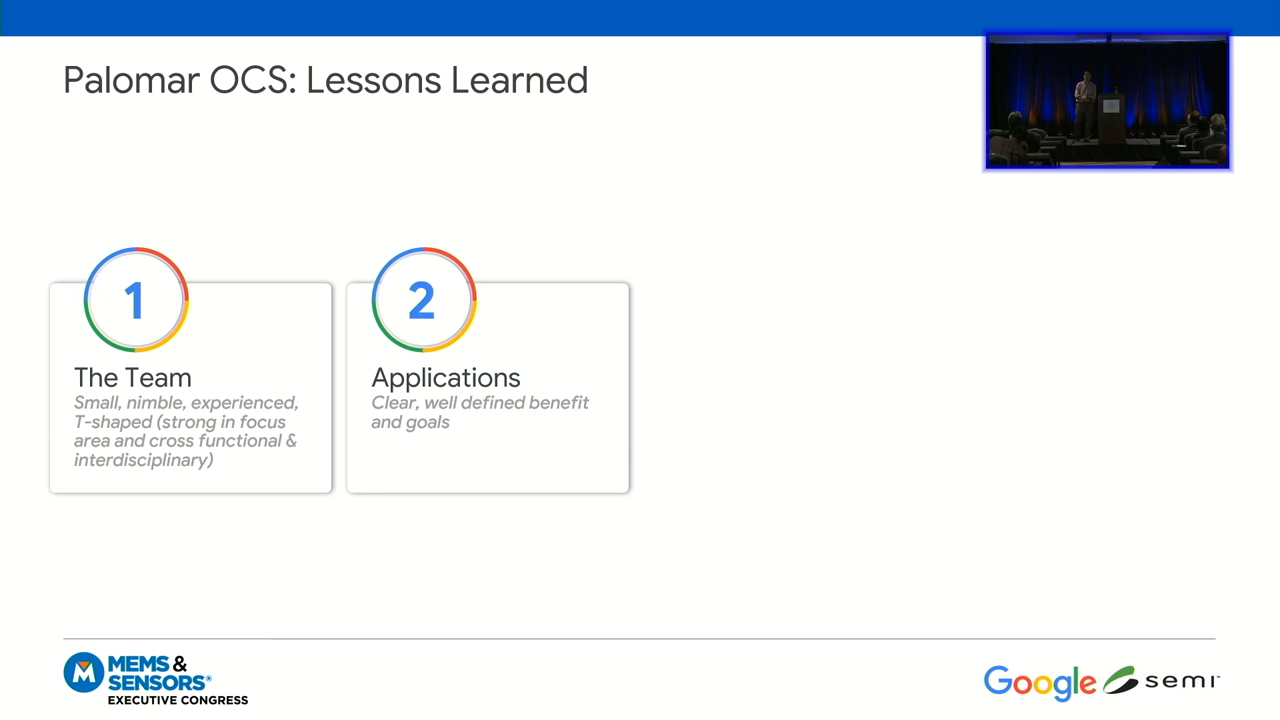 Palomar OCS: Lessons Learned
1
The Team
Small, nimble, experienced,
T-shaped (strong in focus
area and cross functional &
interdisciplinary)
2
Applications
Clear, well defined benefit
and goals
MEMS &
SENSORS®
EXECUTIVE CONGRESS
Google
semi™